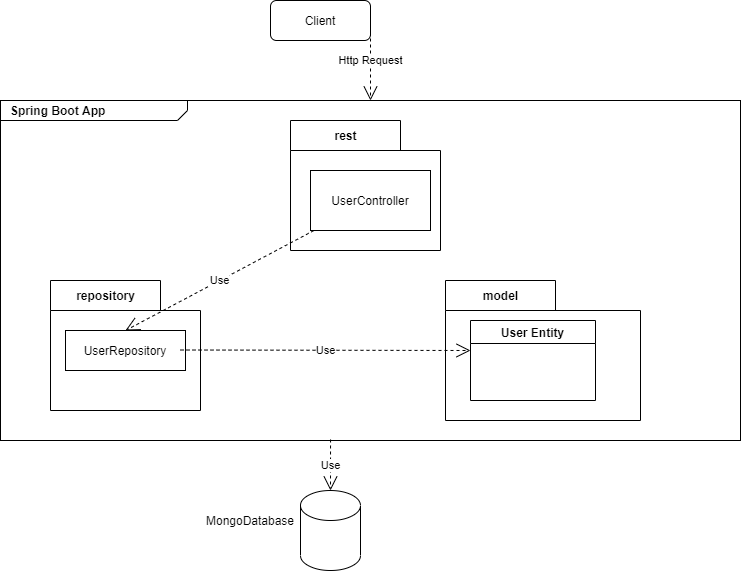 Client
Http Request
Spring Boot App
rest
UserController
Use
repository
model
User Entity
UserRepository
Use
Use
MongoDatabase